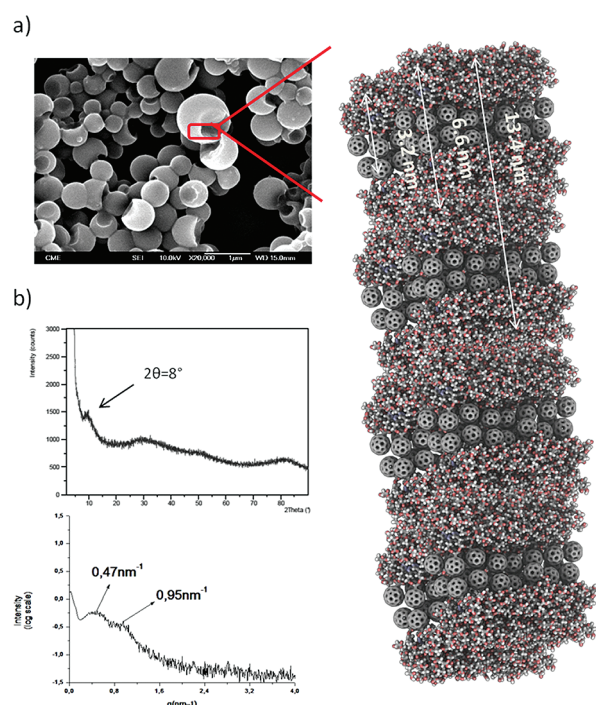 a)
CME SEI 10.0kV X20,000 1µm WD 15.0mm
3.7 nm
6.6 nm
13.4 nm
b)
Intensity (counts)
3000
2500
2000
1500
1000
500
0
2θ=8°
10 20 30 40 50 60 70 80
2Theta (°)
Intensity
(log scale)
1,5
1,0
0,5
0,0
-0,5
-1,0
-1,5
0,47nm⁻¹
0,95nm⁻¹
0,0 0,8 1,6 2,4 3,2 4,0
q(nm⁻¹)